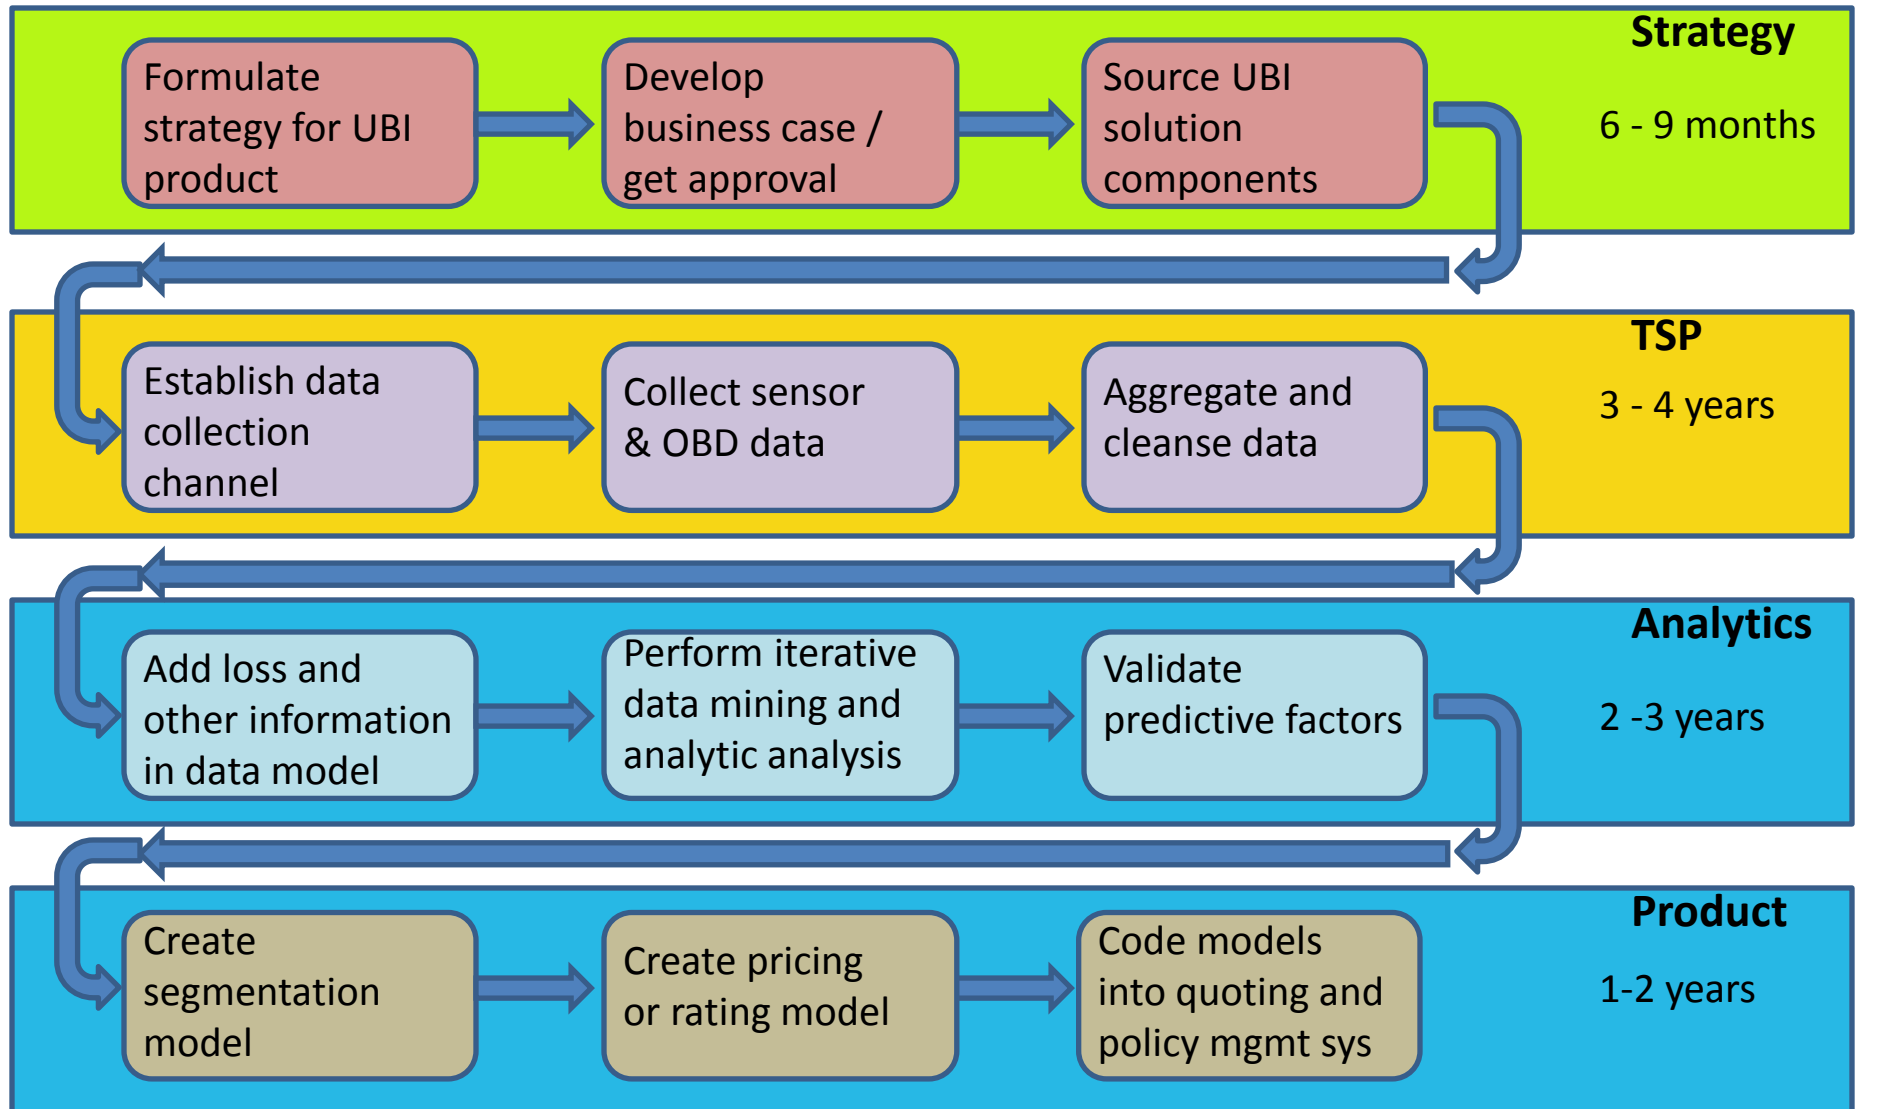 Strategy
Formulate
strategy for UBI
product
Develop
business case /
get approval
Source UBI
solution
components
6 - 9 months
TSP
Establish data
collection
channel
Collect sensor
& OBD data
Aggregate and
cleanse data
3 - 4 years
Analytics
Add loss and
other information
in data model
Perform iterative
data mining and
analytic analysis
Validate
predictive factors
2 -3 years
Product
Create
segmentation
model
Create pricing
or rating model
Code models
into quoting and
policy mgmt sys
1-2 years